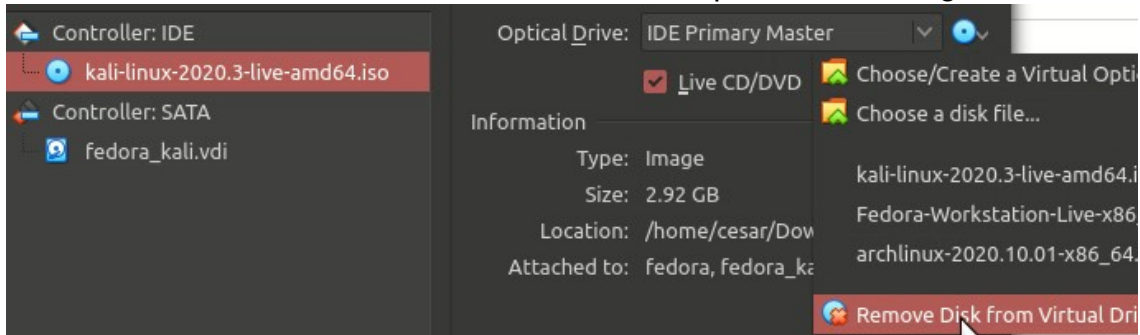 Controller: IDE
kali-linux-2020.3-live-amd64.iso
Controller: SATA
fedora_kali.vdi
Optical Drive: IDE Primary Master
Live CD/DVD
Information
Type: Image
Size: 2.92 GB
Location: /home/cesar/Dow
Attached to: fedora, fedora_ka
Choose/Create a Virtual Opti
Choose a disk file...
kali-linux-2020.3-live-amd64.i
Fedora-Workstation-Live-x86_
archlinux-2020.10.01-x86_64.
Remove Disk from Virtual Dri